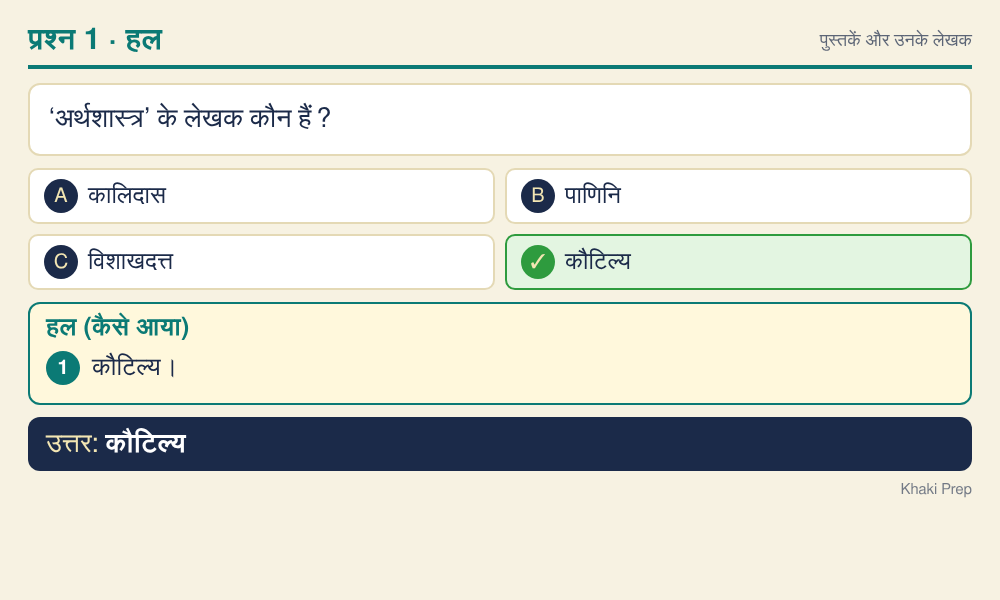 प्रश्न 1 · हल
पुस्तकें और उनके लेखक
‘अर्थशास्त्र’ के लेखक कौन हैं ?
A कालिदास
B पाणिनि
C विशाखदत्त
✓ कौटिल्य
हल (कैसे आया)
1 कौटिल्य।
उत्तर: कौटिल्य
Khaki Prep